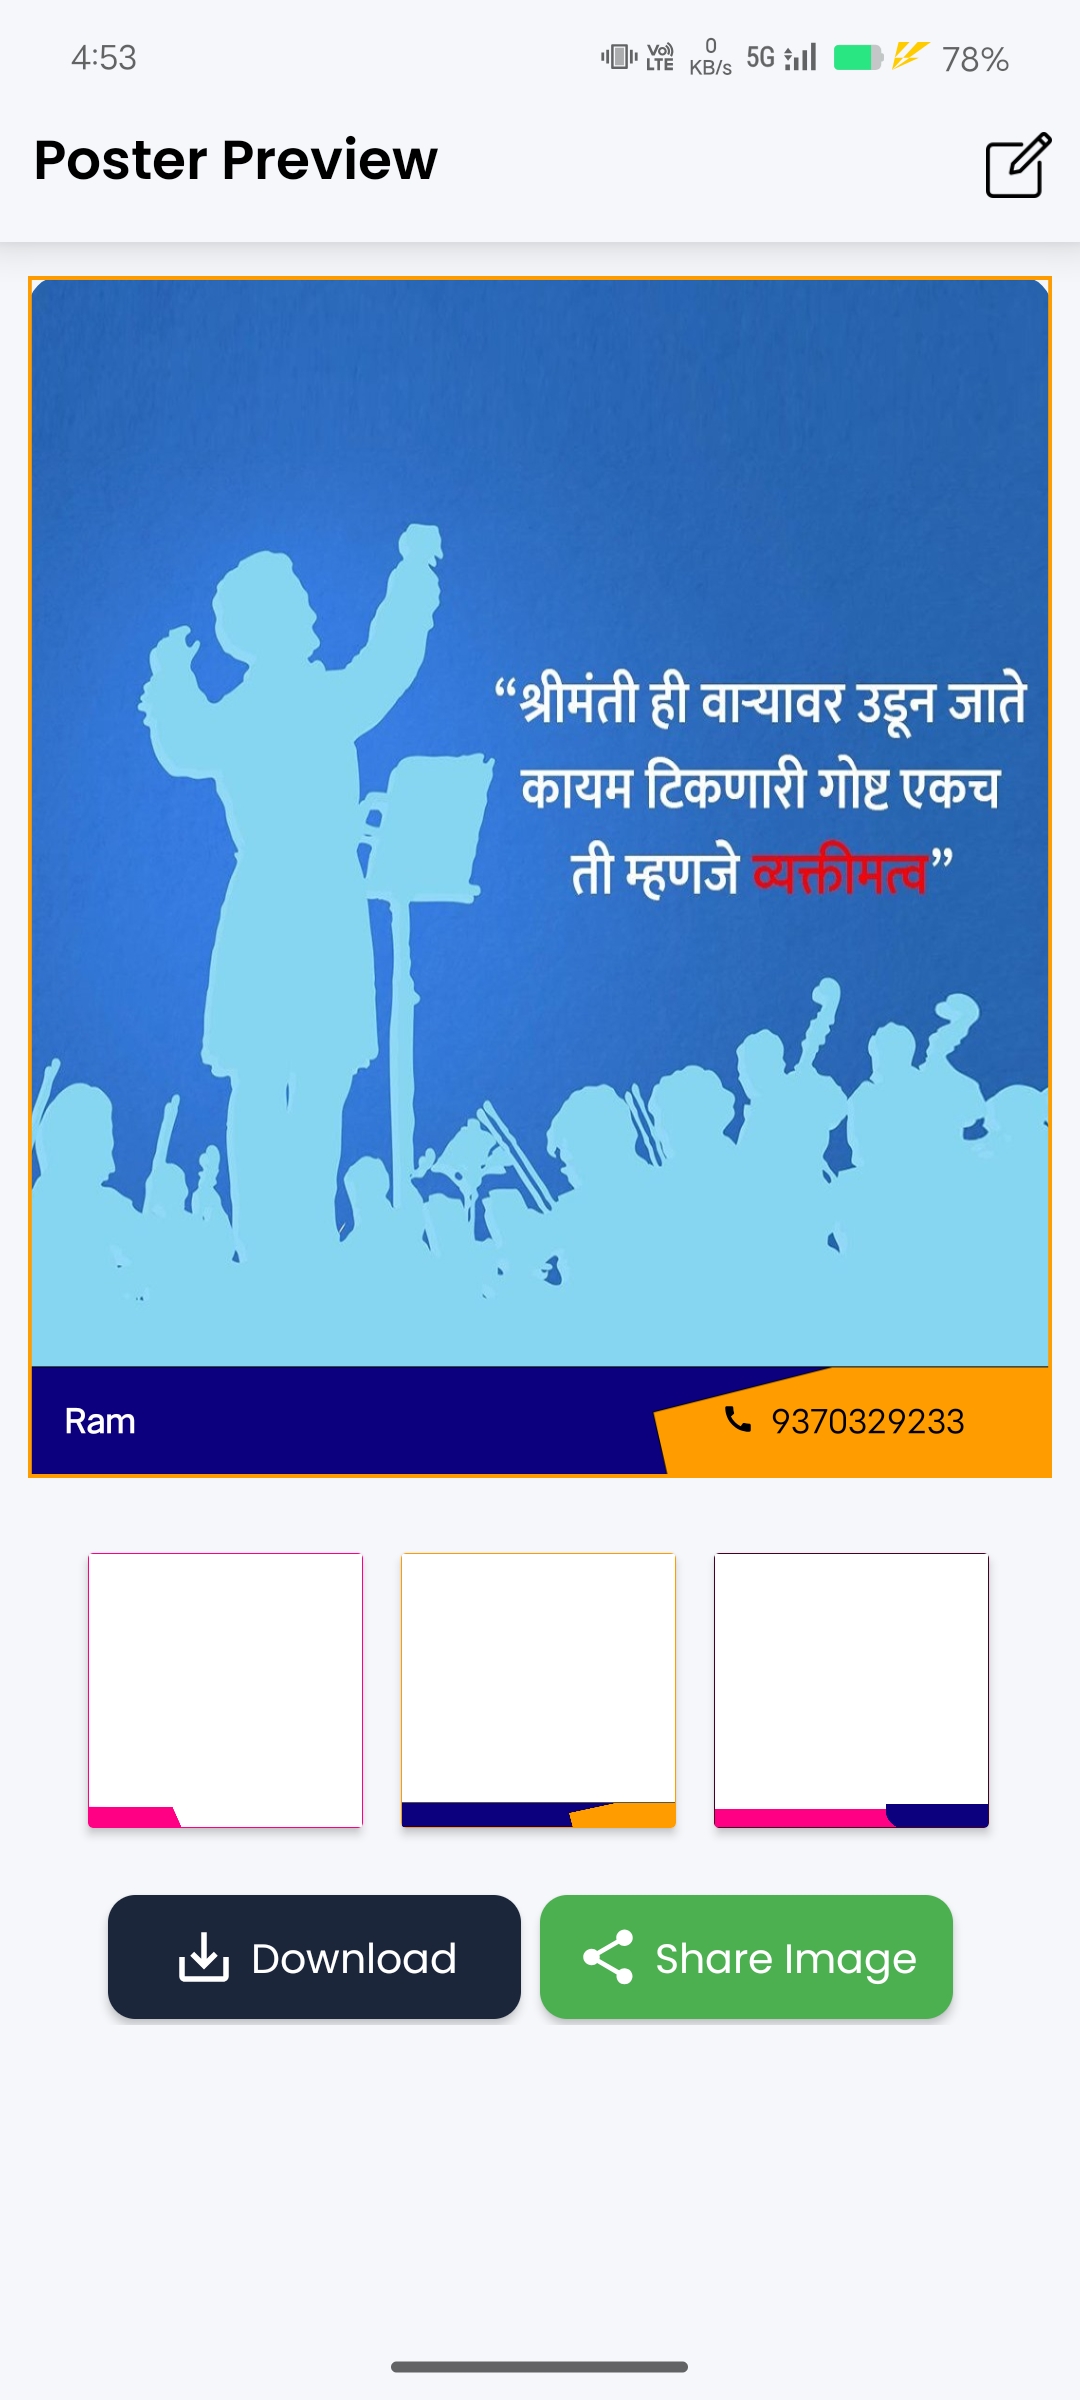 4:53
Vo)) LTE
0 KB/s
5G
78%
Poster Preview
“श्रीमंती ही वाऱ्यावर उडून जाते
कायम टिकणारी गोष्ट एकच
ती म्हणजे व्यक्तीमत्व”
Ram
9370329233
Download
Share Image